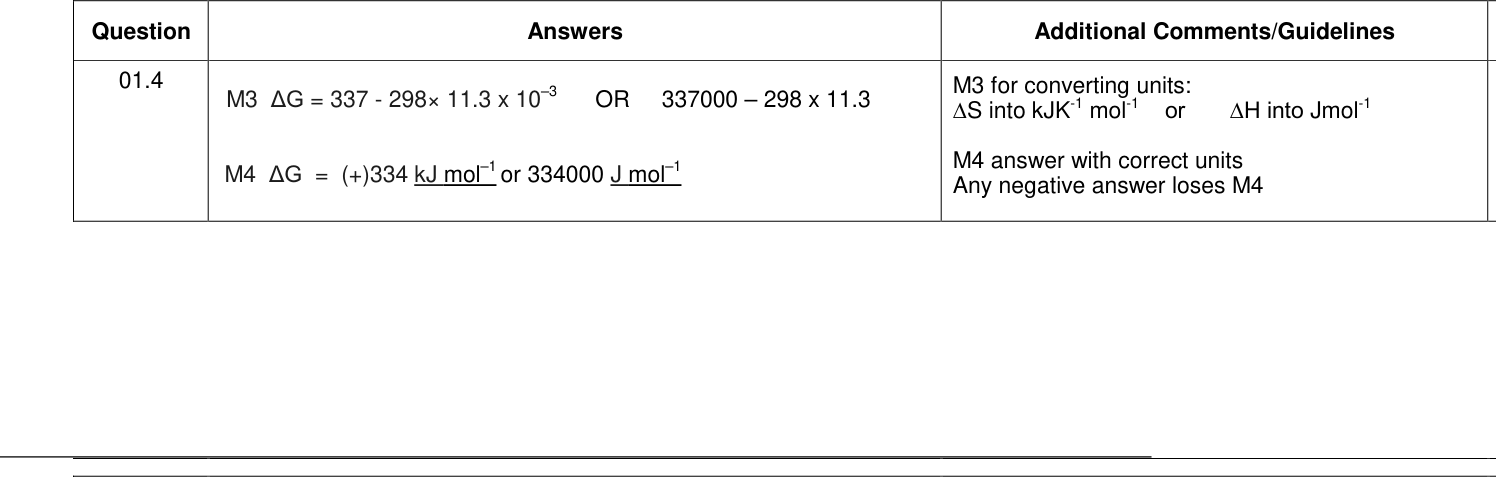 Question Answers Additional Comments/Guidelines
01.4
M3 ΔG = 337 - 298× 11.3 x 10⁻³ OR 337000 – 298 x 11.3
M3 for converting units:
ΔS into kJK⁻¹ mol⁻¹ or ΔH into Jmol⁻¹
M4 ΔG = (+)334 kJ mol⁻¹ or 334000 J mol⁻¹
M4 answer with correct units
Any negative answer loses M4